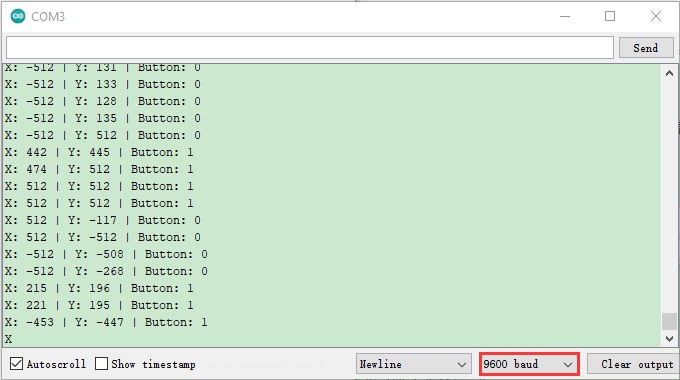 COM3
Send
X: -512 | Y: 131 | Button: 0
X: -512 | Y: 133 | Button: 0
X: -512 | Y: 128 | Button: 0
X: -512 | Y: 135 | Button: 0
X: -512 | Y: 512 | Button: 0
X: 442 | Y: 445 | Button: 1
X: 474 | Y: 512 | Button: 1
X: 512 | Y: 512 | Button: 1
X: 512 | Y: 512 | Button: 1
X: 512 | Y: -117 | Button: 0
X: 512 | Y: -512 | Button: 0
X: -512 | Y: -508 | Button: 0
X: -512 | Y: -268 | Button: 0
X: 215 | Y: 196 | Button: 1
X: 221 | Y: 195 | Button: 1
X: -453 | Y: -447 | Button: 1
X
Autoscroll Show timestamp Newline 9600 baud Clear output